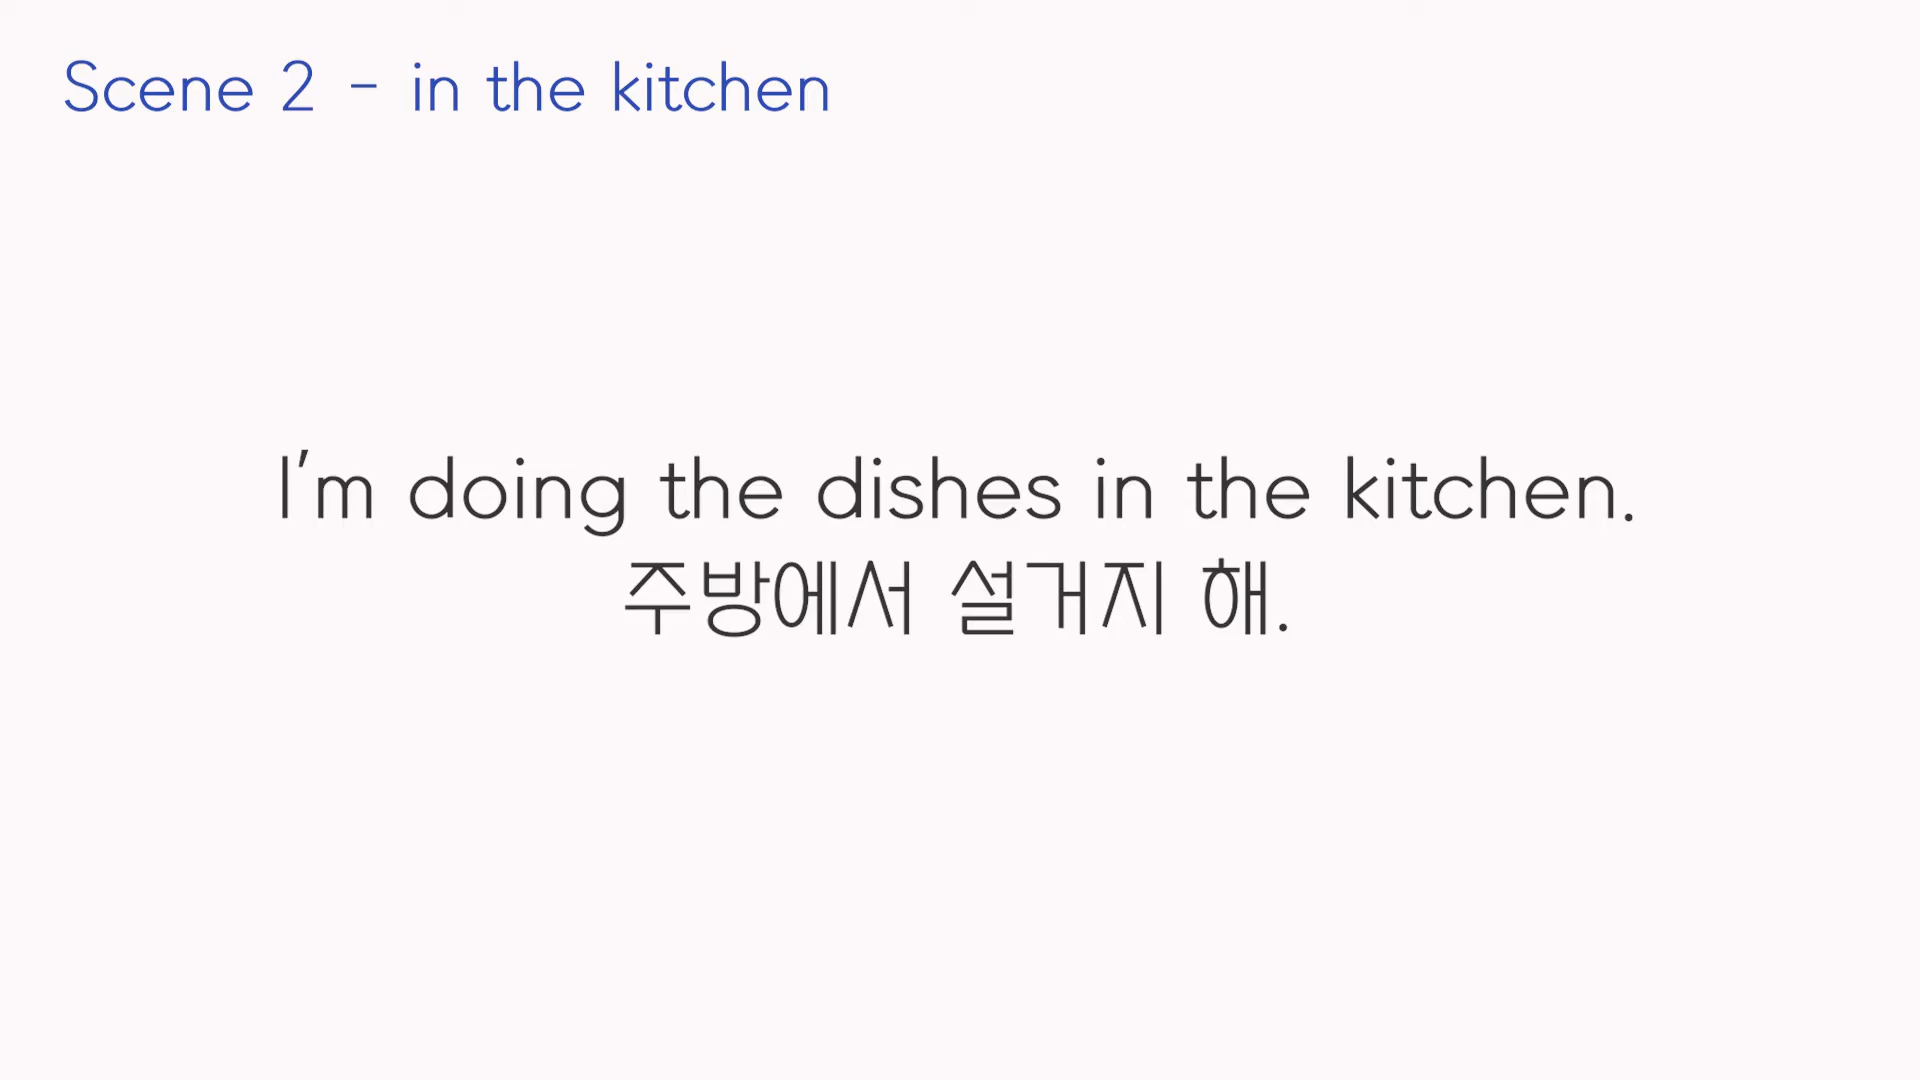 Scene 2 - in the kitchen
I'm doing the dishes in the kitchen.
주방에서 설거지 해.